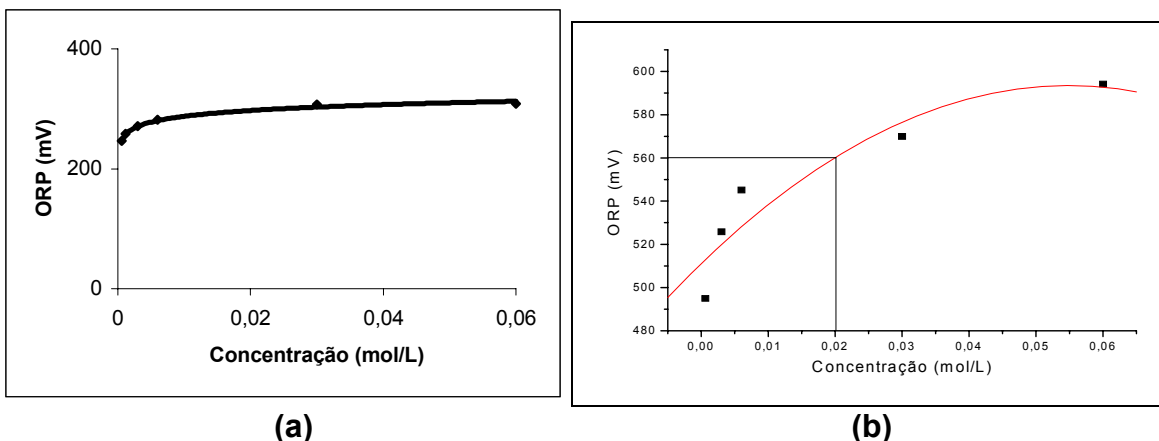 400
200
0
ORP (mV)
0 0,02 0,04 0,06
Concentração (mol/L)
(a)
600
580
560
540
520
500
480
ORP (mV)
0,00 0,01 0,02 0,03 0,04 0,05 0,06
Concentração (mol/L)
(b)